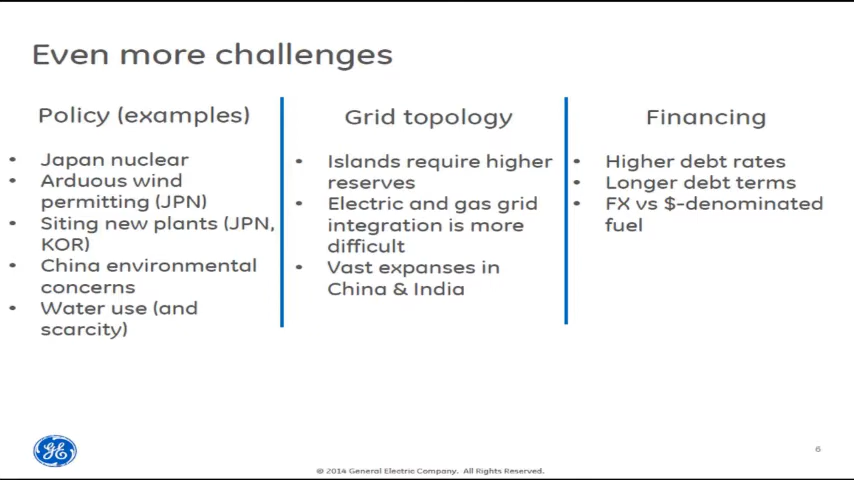 Even more challenges
Policy (examples)
• Japan nuclear
• Arduous wind
permitting (JPN)
• Siting new plants (JPN,
KOR)
• China environmental
concerns
• Water use (and
scarcity)
Grid topology
• Islands require higher
reserves
• Electric and gas grid
integration is more
difficult
• Vast expanses in
China & India
Financing
• Higher debt rates
• Longer debt terms
• FX vs $-denominated
fuel
GE
6
© 2014 General Electric Company. All Rights Reserved.